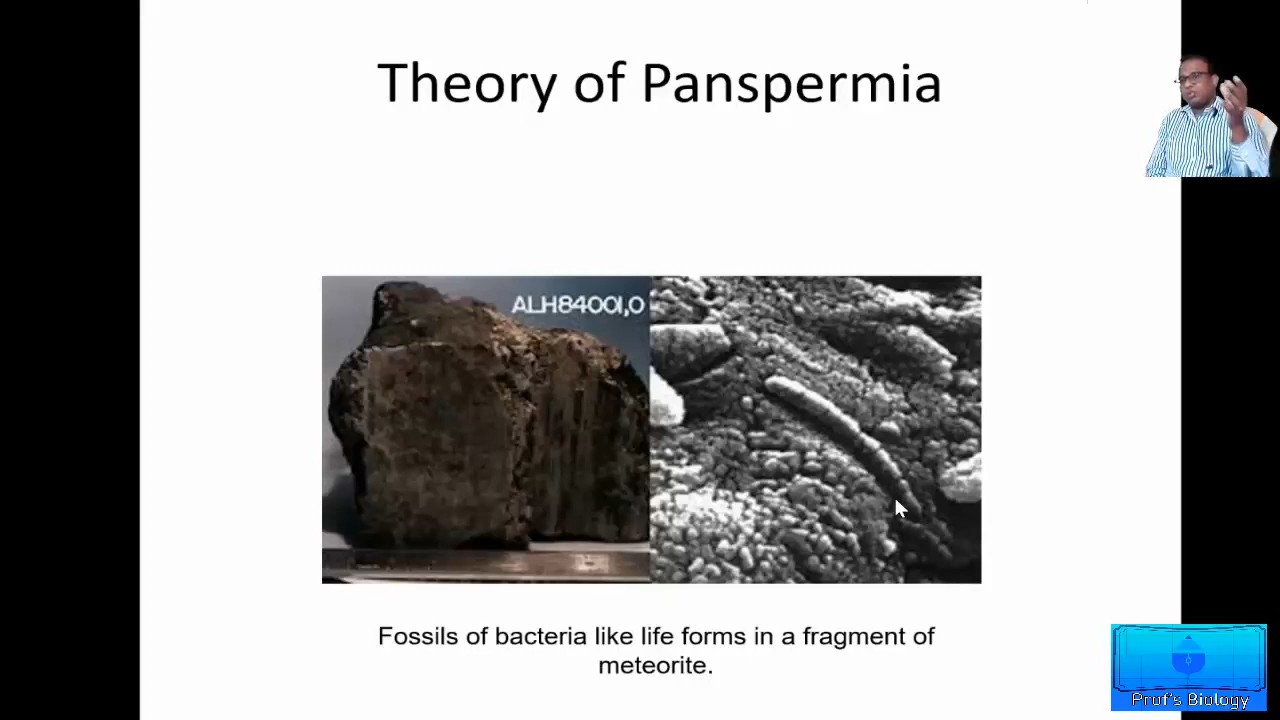 Theory of Panspermia
ALH84001,0
Fossils of bacteria like life forms in a fragment of
meteorite.
Prof's Biology